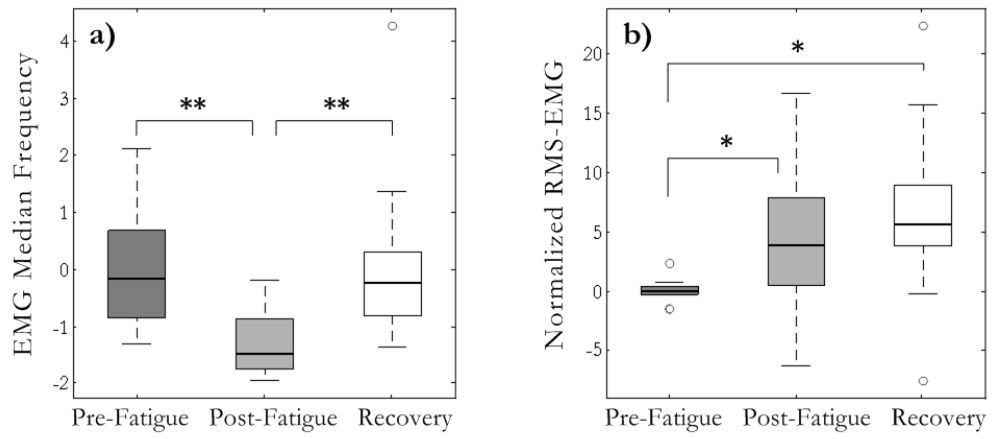 a)
EMG Median Frequency
4
3
2
1
0
-1
-2
**
**
Pre-Fatigue Post-Fatigue Recovery
b)
Normalized RMS-EMG
20
15
10
5
0
-5
*
*
Pre-Fatigue Post-Fatigue Recovery